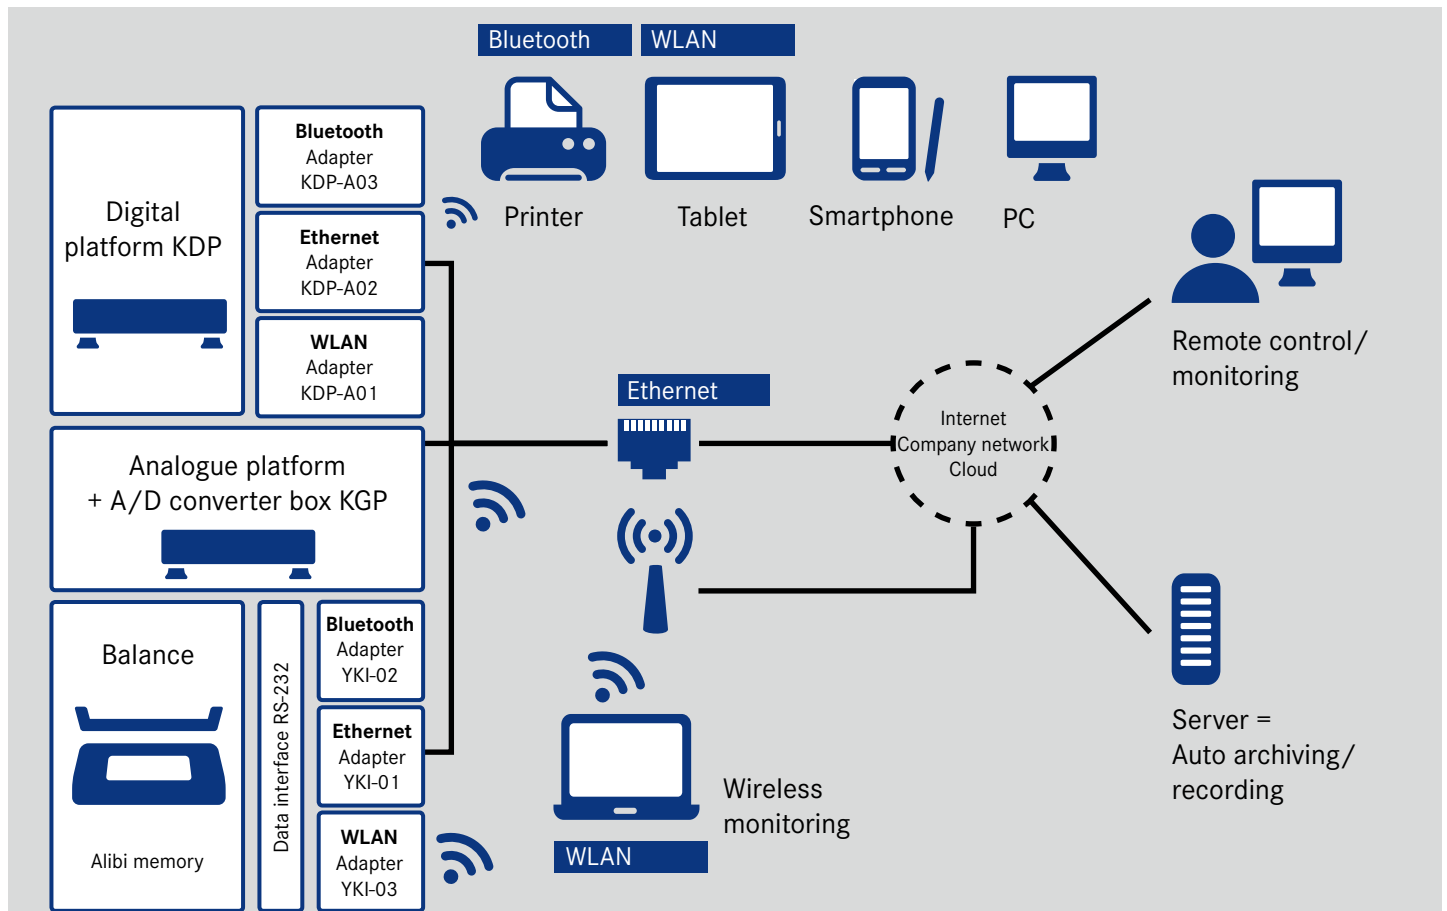 Bluetooth
WLAN
Printer
Tablet
Smartphone
PC
Digital
platform KDP
Bluetooth
Adapter
KDP-A03
Ethernet
Adapter
KDP-A02
WLAN
Adapter
KDP-A01
Analogue platform
+ A/D converter box KGP
Balance
Alibi memory
Data interface RS-232
Bluetooth
Adapter
YKI-02
Ethernet
Adapter
YKI-01
WLAN
Adapter
YKI-03
Ethernet
Wireless
monitoring
WLAN
Internet
Company network
Cloud
Remote control/
monitoring
Server =
Auto archiving/
recording